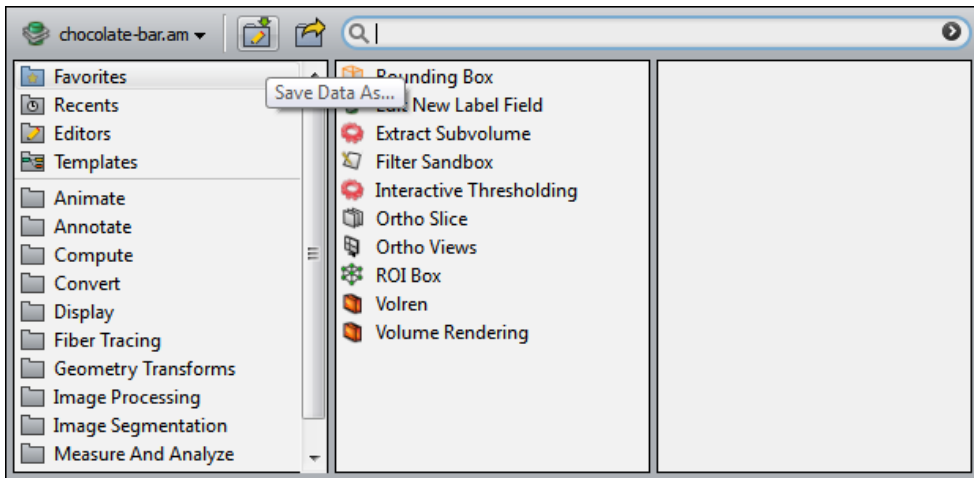 chocolate-bar.am
Favorites
Recents
Editors
Templates
Animate
Annotate
Compute
Convert
Display
Fiber Tracing
Geometry Transforms
Image Processing
Image Segmentation
Measure And Analyze
Save Data As...
Bounding Box
Edit New Label Field
Extract Subvolume
Filter Sandbox
Interactive Thresholding
Ortho Slice
Ortho Views
ROI Box
Volren
Volume Rendering